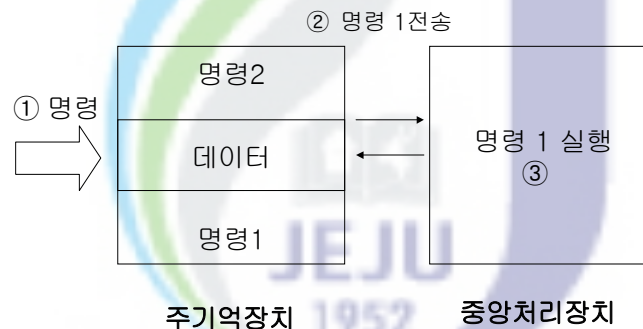 ② 명령 1전송
명령2
① 명령
데이터
명령 1 실행
③
명령1
JEJU
1952
주기억장치
중앙처리장치